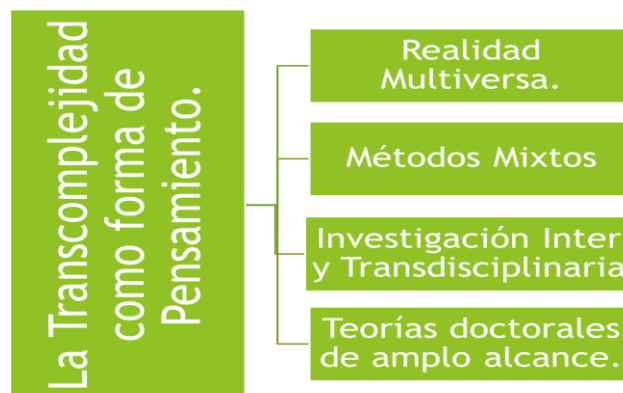 La Transcomplejidad
como forma de
Pensamiento.
Realidad
Multiversa.
Métodos Mixtos
Investigación Inter
y Transdisciplinaria
Teorías doctorales
de amplo alcance.